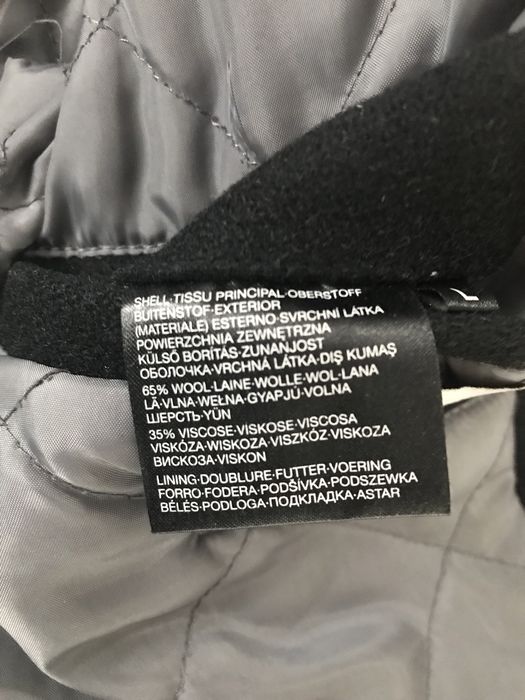 SHELL·TISSU PRINCIPAL·OBERSTOFF
BUITENSTOF·EXTERIOR
(MATERIALE) ESTERNO·SVRCHNÍ LÁTKA
POWIERZCHNIA ZEWNĘTRZNA
KÜLSŐ BORÍTÁS·ZUNANJOST
ОБОЛОЧКА·VRCHNÁ LÁTKA·DIŞ KUMAŞ
65% WOOL·LAINE·WOLLE·WOL·LANA
LÃ·VLNA·WEŁNA·GYAPJÚ·VOLNA
ШЕРСТЬ·YÜN
35% VISCOSE·VISKOSE·VISCOSA
VISKÓZA·WISKOZA·VISZKÓZ·VISKOZA
ВИСКОЗА·VISKON
LINING·DOUBLURE·FUTTER·VOERING
FORRO·FODERA·PODŠÍVKA·PODSZEWKA
BÉLÉS·PODLOGA·ПОДКЛАДКА·ASTAR